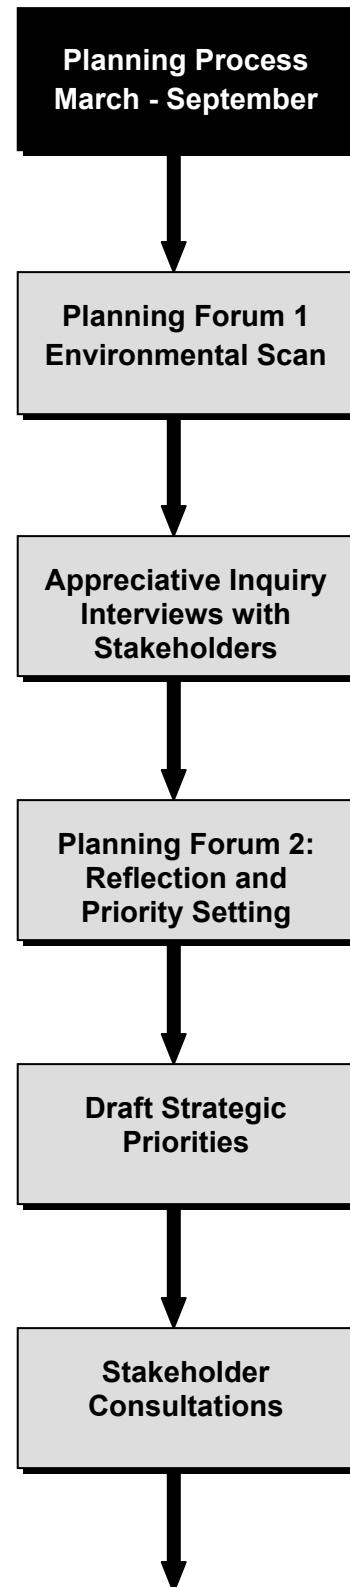 Planning Process
March - September
Planning Forum 1
Environmental Scan
Appreciative Inquiry
Interviews with
Stakeholders
Planning Forum 2:
Reflection and
Priority Setting
Draft Strategic
Priorities
Stakeholder
Consultations